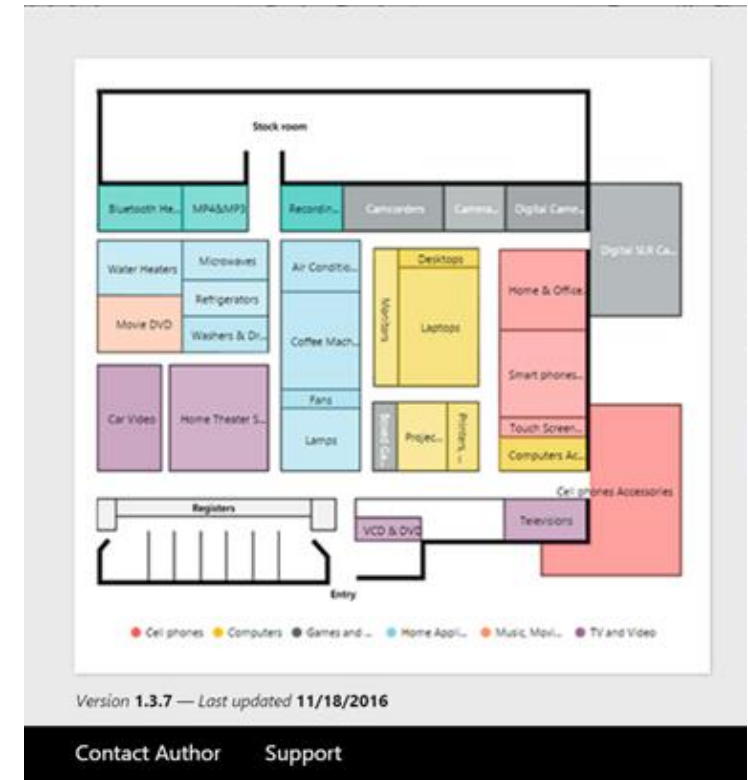 Stock room
Bluetooth He...
MP4&MP3
Recordin...
Camcorders
Camera...
Digital Came...
Digital SLR Ca...
Water Heaters
Microwaves
Air Conditio...
Desktops
Home & Office...
Refrigerators
Movie DVD
Monitors
Laptops
Washers & Dr...
Coffee Mach...
Smart phones...
Fans
Car Video
Home Theater S...
Touch Screen...
Lamps
Projec...
Printers, ...
Computers Ac...
Cell phones Accessories
Registers
Televisions
VCD & DVD
Entry
Cell phones Computers Games and ... Home Appli... Music, Movi... TV and Video
Version 1.3.7 — Last updated 11/18/2016
Contact Author Support